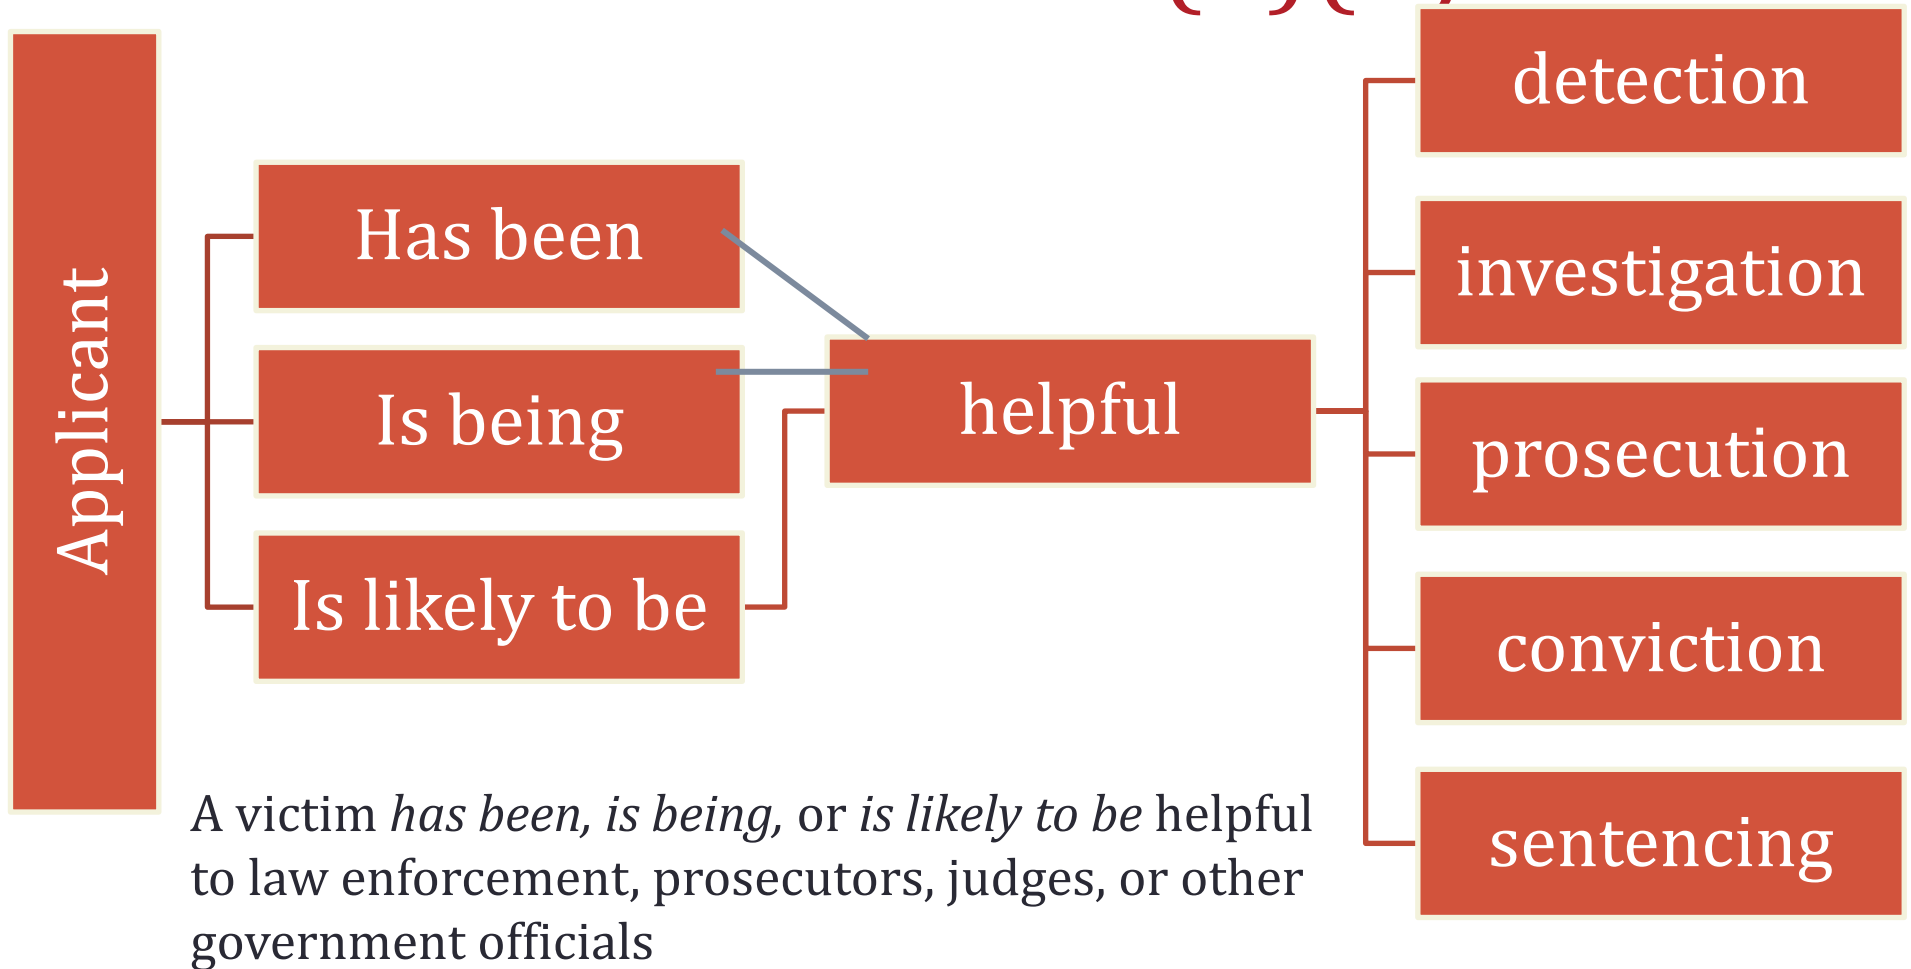 Applicant
Has been
Is being
Is likely to be
helpful
detection
investigation
prosecution
conviction
sentencing
A victim has been, is being, or is likely to be helpful
to law enforcement, prosecutors, judges, or other
government officials